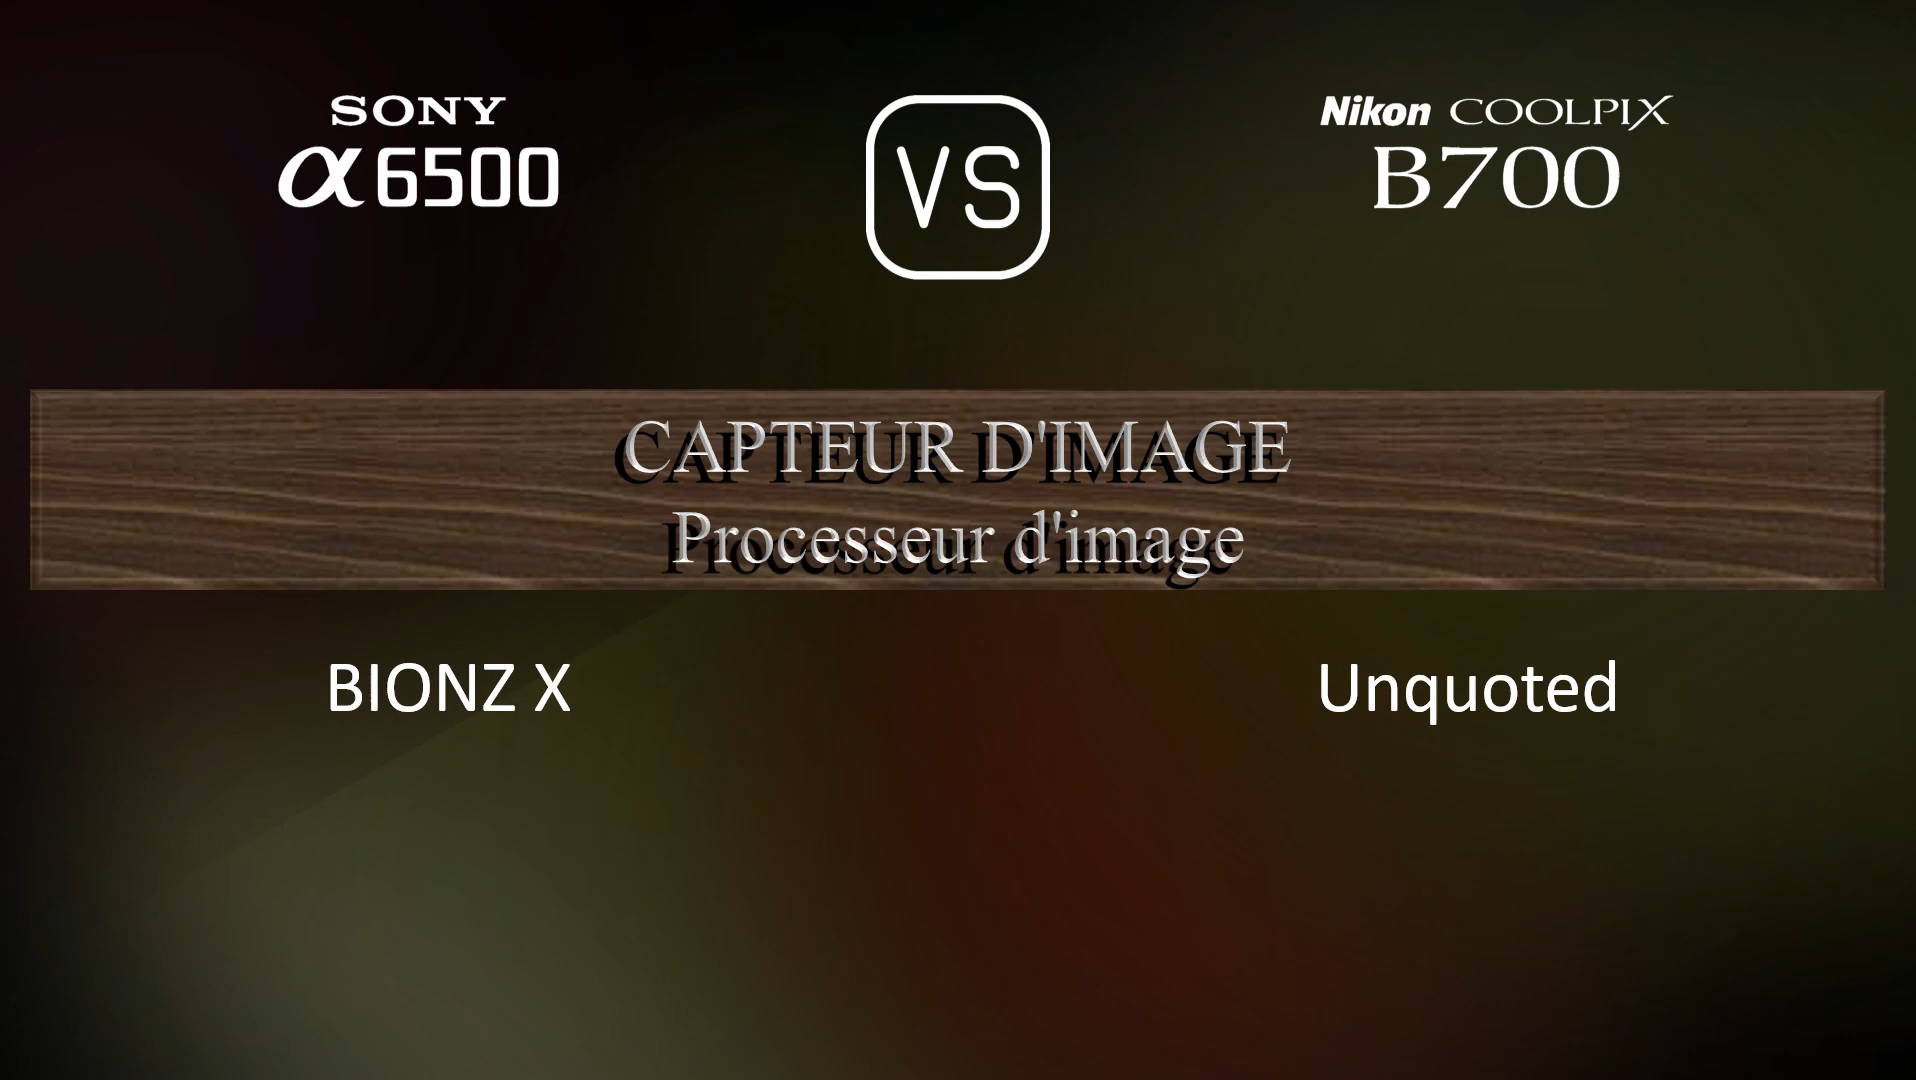 SONY
α6500
VS
Nikon COOLPIX
B700
CAPTEUR D'IMAGE
Processeur d'image
BIONZ X
Unquoted